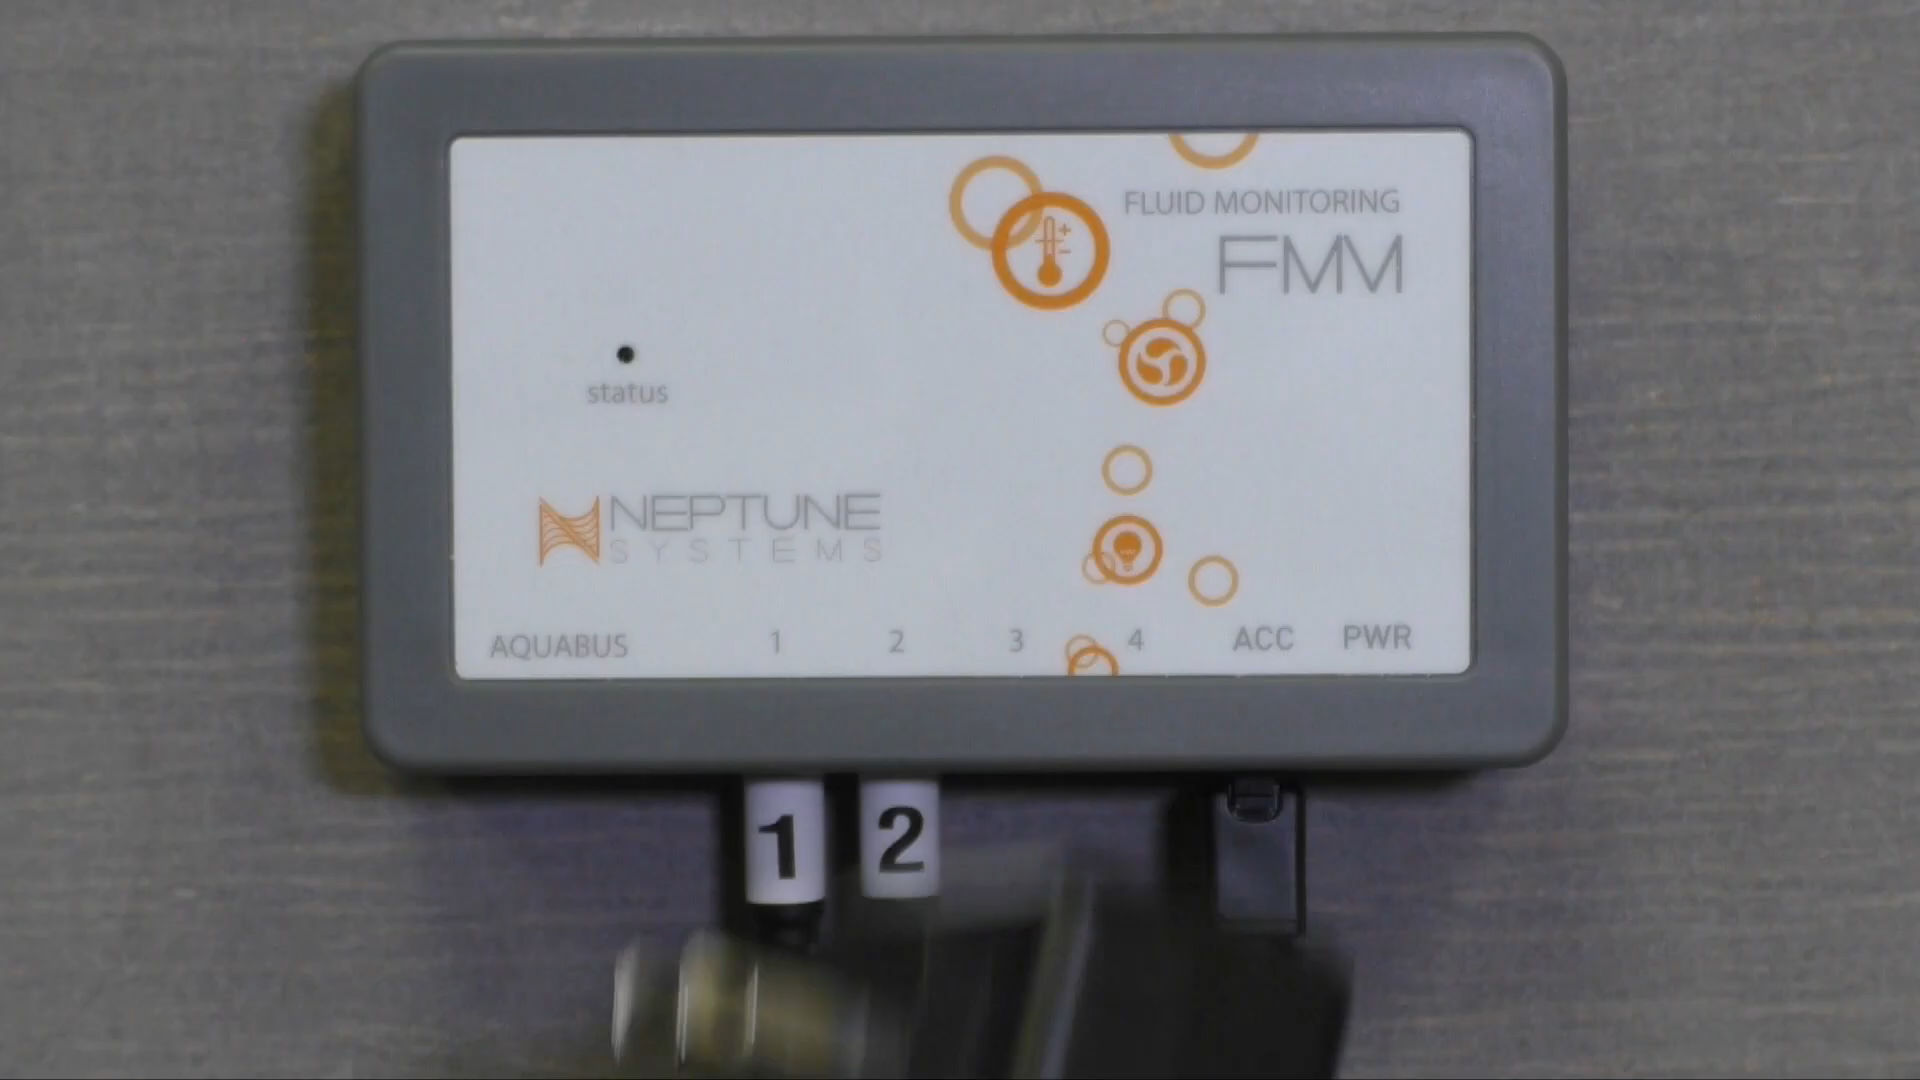 FLUID MONITORING
FMM
status
NEPTUNE
SYSTEMS
AQUABUS 1 2 3 4 ACC PWR
1 2